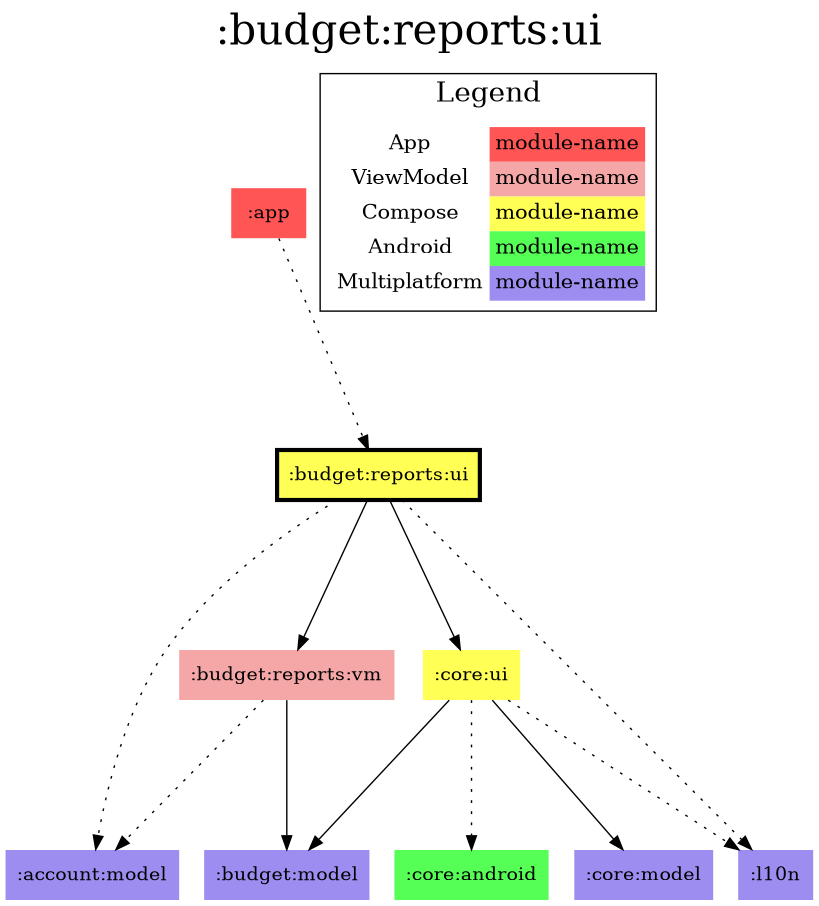 :budget:reports:ui
Legend
App module-name
ViewModel module-name
Compose module-name
Android module-name
Multiplatform module-name
:app
:budget:reports:ui
:budget:reports:vm
:core:ui
:account:model
:budget:model
:core:android
:core:model
:l10n